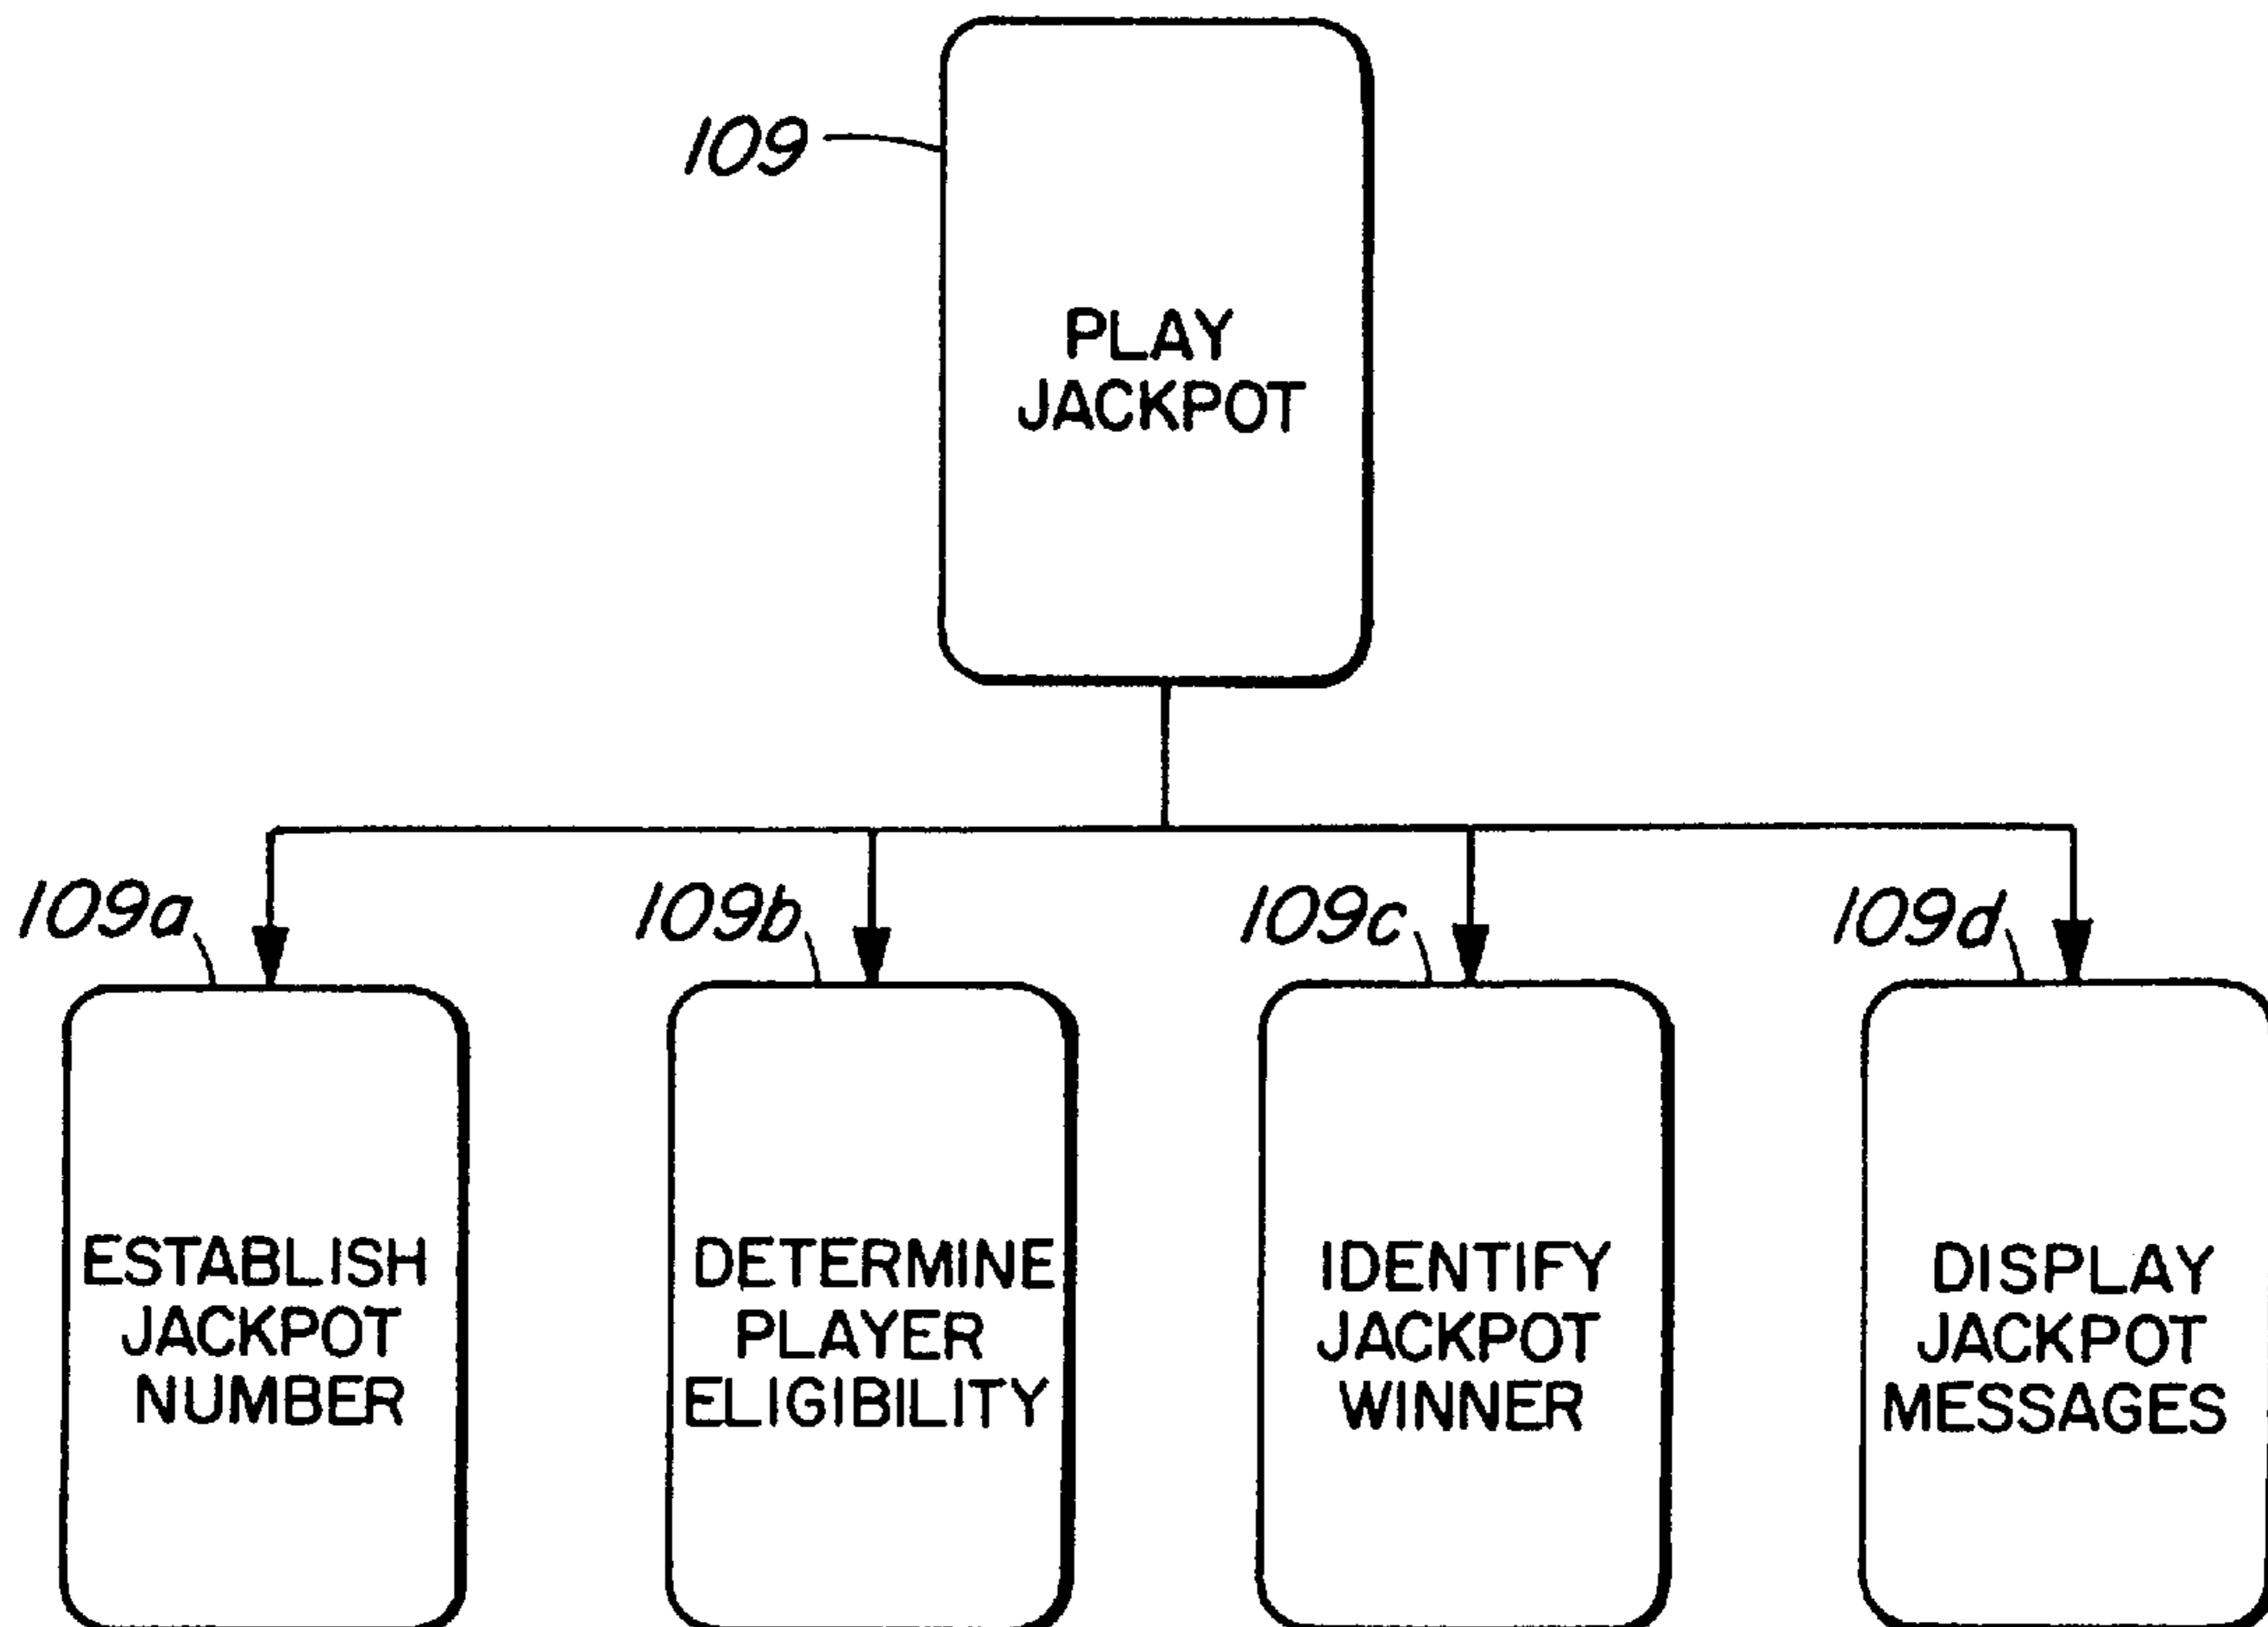 109
PLAY
JACKPOT
109a
109b
109c
109d
ESTABLISH
JACKPOT
NUMBER
DETERMINE
PLAYER
ELIGIBILITY
IDENTIFY
JACKPOT
WINNER
DISPLAY
JACKPOT
MESSAGES